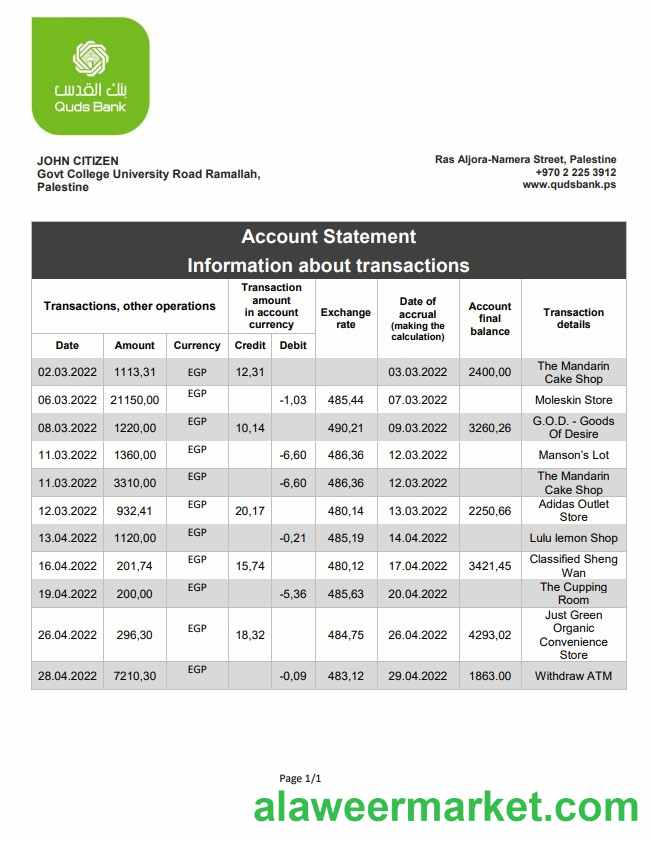 بنك القدس
Quds Bank
JOHN CITIZEN
Govt College University Road Ramallah,
Palestine
Ras Aljora-Namera Street, Palestine
+970 2 225 3912
www.qudsbank.ps
Account Statement
Information about transactions
Transactions, other operations
Transaction
amount
in account
currency
Exchange
rate
Date of
accrual
(making the
calculation)
Account
final
balance
Transaction
details
Date Amount Currency Credit Debit
02.03.2022 1113,31 EGP 12,31 03.03.2022 2400,00 The Mandarin
Cake Shop
06.03.2022 21150,00 EGP -1,03 485,44 07.03.2022 Moleskin Store
08.03.2022 1220,00 EGP 10,14 490,21 09.03.2022 3260,26 G.O.D. - Goods
Of Desire
11.03.2022 1360,00 EGP -6,60 486,36 12.03.2022 Manson's Lot
11.03.2022 3310,00 EGP -6,60 486,36 12.03.2022 The Mandarin
Cake Shop
12.03.2022 932,41 EGP 20,17 480,14 13.03.2022 2250,66 Adidas Outlet
Store
13.04.2022 1120,00 EGP -0,21 485,19 14.04.2022 Lulu lemon Shop
16.04.2022 201,74 EGP 15,74 480,12 17.04.2022 3421,45 Classified Sheng
Wan
19.04.2022 200,00 EGP -5,36 485,63 20.04.2022 The Cupping
Room
26.04.2022 296,30 EGP 18,32 484,75 26.04.2022 4293,02 Just Green
Organic
Convenience
Store
28.04.2022 7210,30 EGP -0,09 483,12 29.04.2022 1863.00 Withdraw ATM
Page 1/1
alaweermarket.com